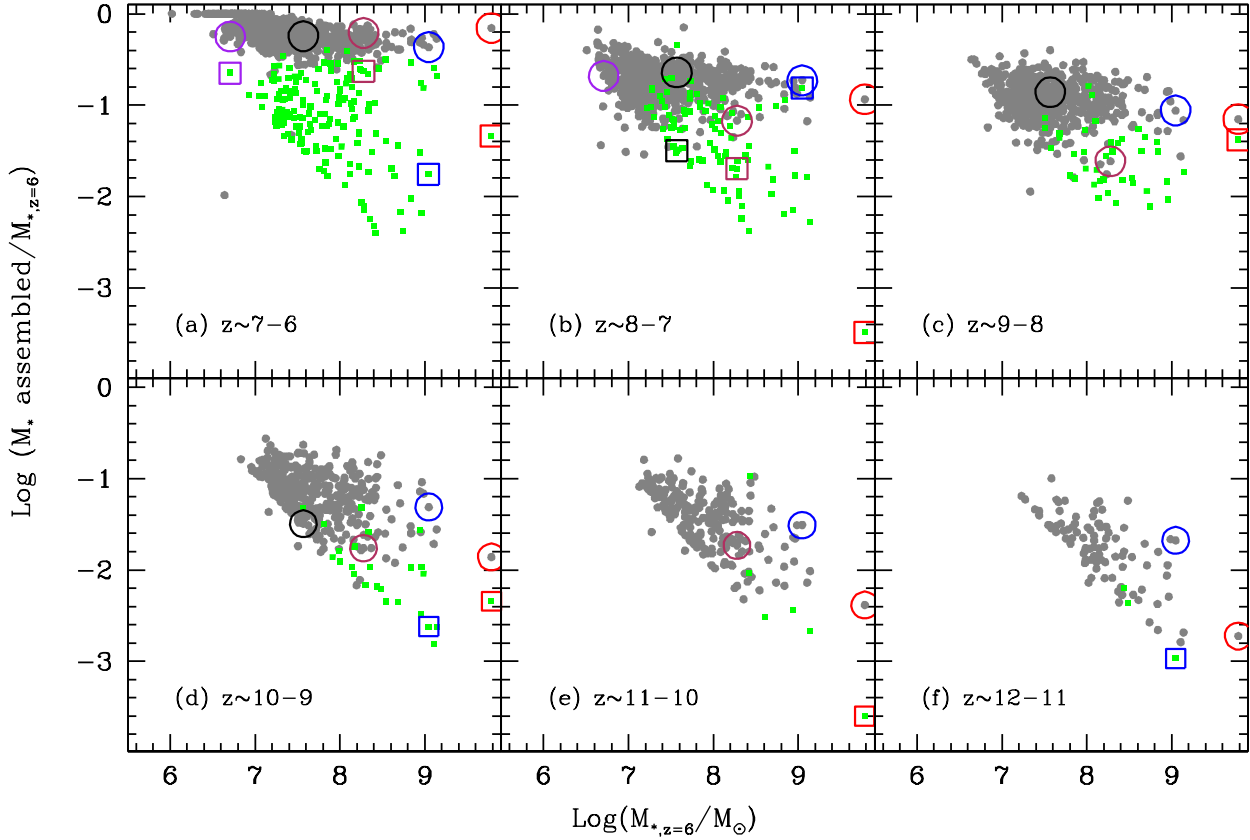 Log (M* assembled/M*,z=6)
0
−1
−2
−3
(a) z~7−6
(b) z~8−7
(c) z~9−8
0
−1
−2
−3
(d) z~10−9
(e) z~11−10
(f) z~12−11
6 7 8 9 6 7 8 9 6 7 8 9
Log(M*,z=6/M⊙)